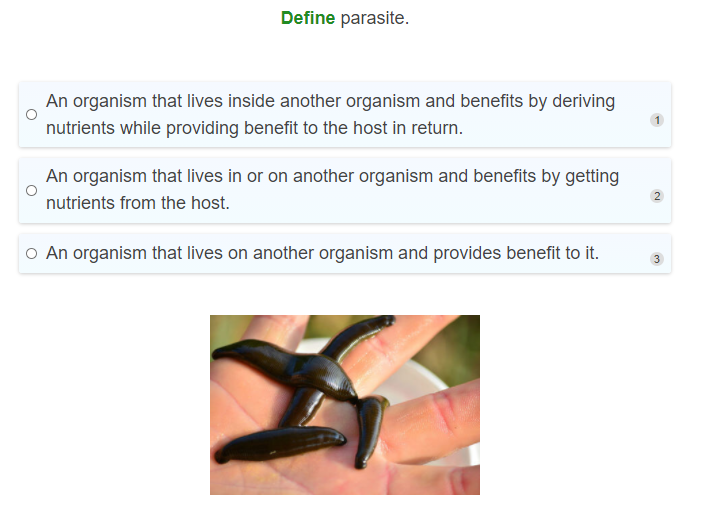 Define parasite.
An organism that lives inside another organism and benefits by deriving
nutrients while providing benefit to the host in return.
1
An organism that lives in or on another organism and benefits by getting
nutrients from the host.
2
An organism that lives on another organism and provides benefit to it.
3